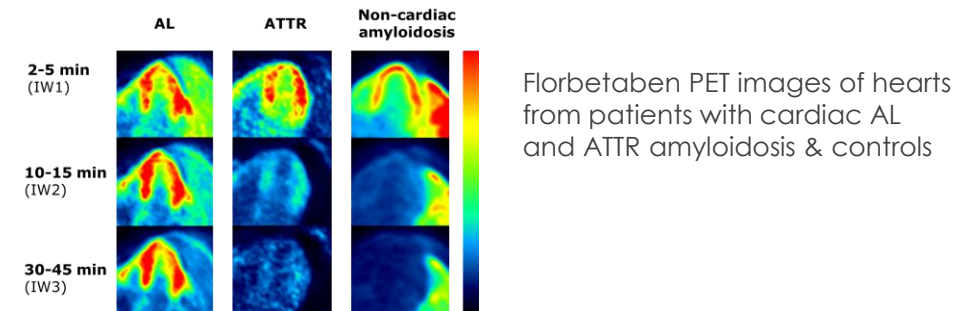 AL
ATTR
Non-cardiac
amyloidosis
2-5 min
(IW1)
10-15 min
(IW2)
30-45 min
(IW3)
Florbetaben PET images of hearts
from patients with cardiac AL
and ATTR amyloidosis & controls